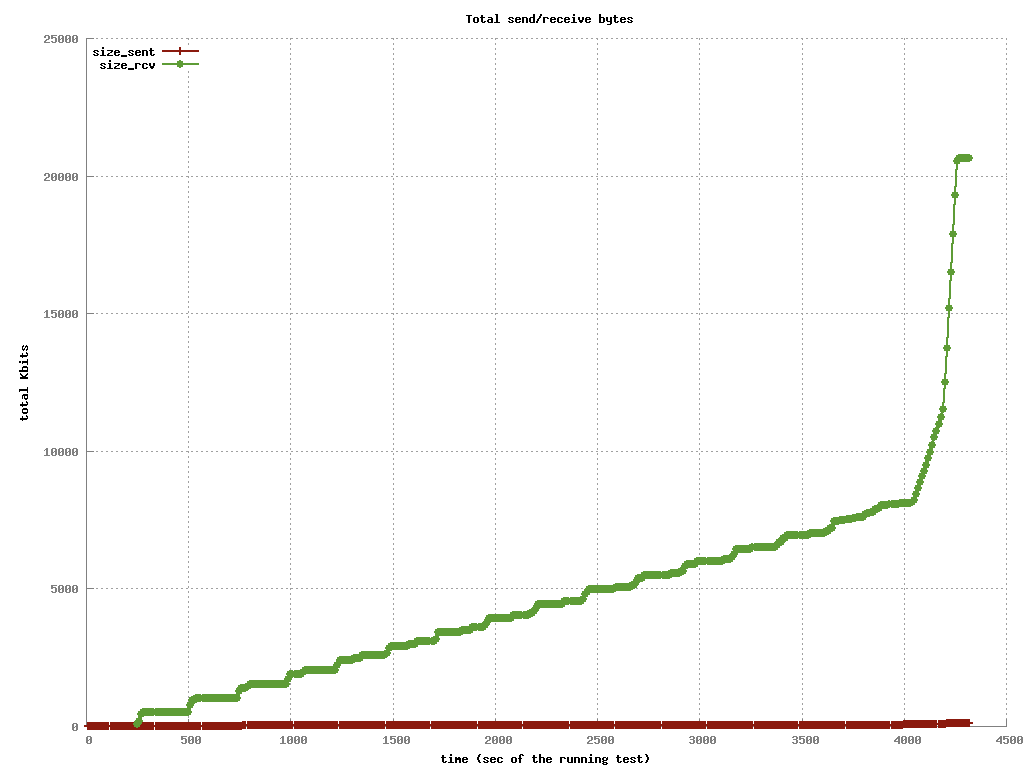 Total send/receive bytes
25000
size_sent
size_rcv
20000
15000
total Kbits
10000
5000
0
0 500 1000 1500 2000 2500 3000 3500 4000 4500
time (sec of the running test)